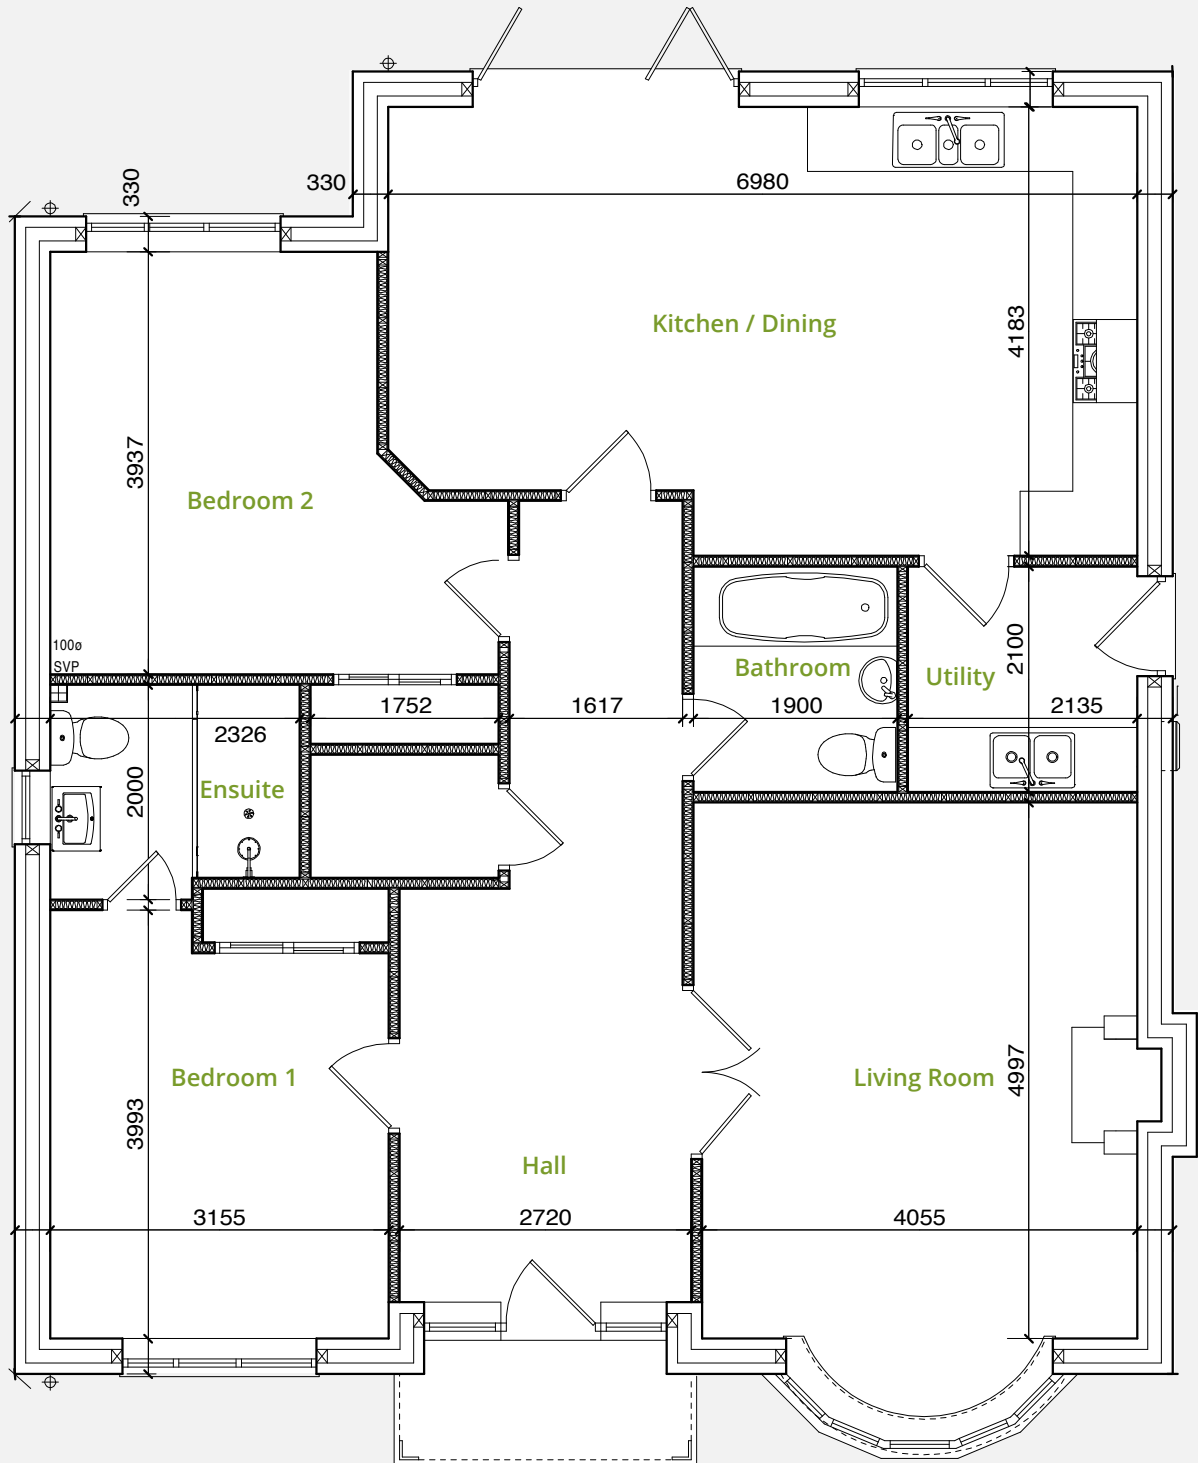 330
330
6980
Kitchen / Dining
4183
3937
Bedroom 2
100ø
SVP
Bathroom
Utility
2100
1752
1617
1900
2135
2326
2000
Ensuite
Bedroom 1
Living Room
4997
3993
Hall
3155
2720
4055